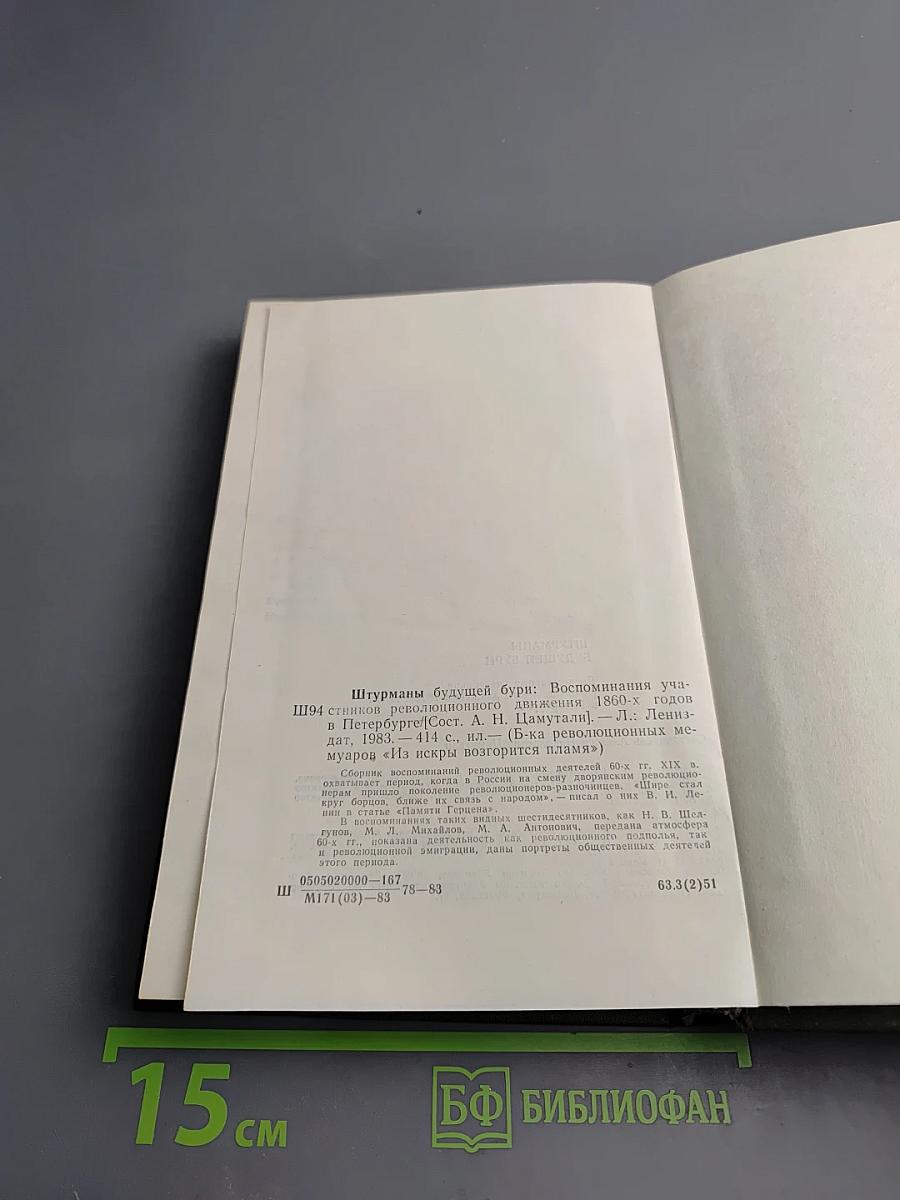 Штурманы будущей бури: Воспоминания уча-
Ш94 стников революционного движения 1860-х годов
в Петербурге/[Сост. А. Н. Цамутали]. — Л.: Лениз-
дат, 1983. — 414 с., ил.— (Б-ка революционных ме-
муаров «Из искры возгорится пламя»)
Сборник воспоминаний революционных деятелей 60-х гг. XIX в.
охватывает период, когда в России на смену дворянским революцио-
нерам пришло поколение революционеров-разночинцев. «Шире стал
круг борцов, ближе их связь с народом», — писал о них В. И. Ле-
нин в статье «Памяти Герцена».
В воспоминаниях таких видных шестидесятников, как Н. В. Шел-
гунов, М. Л. Михайлов, М. А. Антонович, передана атмосфера
60-х гг., показана деятельность как революционного подполья, так
и революционной эмиграции, даны портреты общественных деятелей
этого периода.
Ш 0505020000—167 78—83 63.3(2)51
М171(03)—83
15 см
БФ БИБЛИОФАН